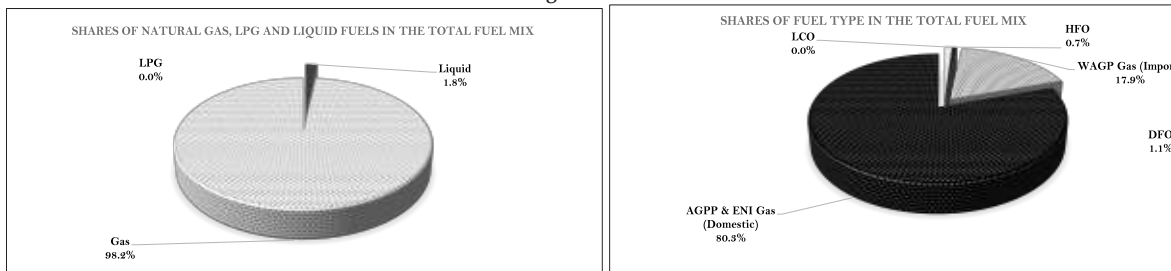 SHARES OF NATURAL GAS, LPG AND LIQUID FUELS IN THE TOTAL FUEL MIX
LPG
0.0%
Liquid
1.8%
Gas
98.2%
SHARES OF FUEL TYPE IN THE TOTAL FUEL MIX
LCO
0.0%
HFO
0.7%
WAGP Gas (Impor
17.9%
DFO
1.1%
AGPP & ENI Gas
(Domestic)
80.3%